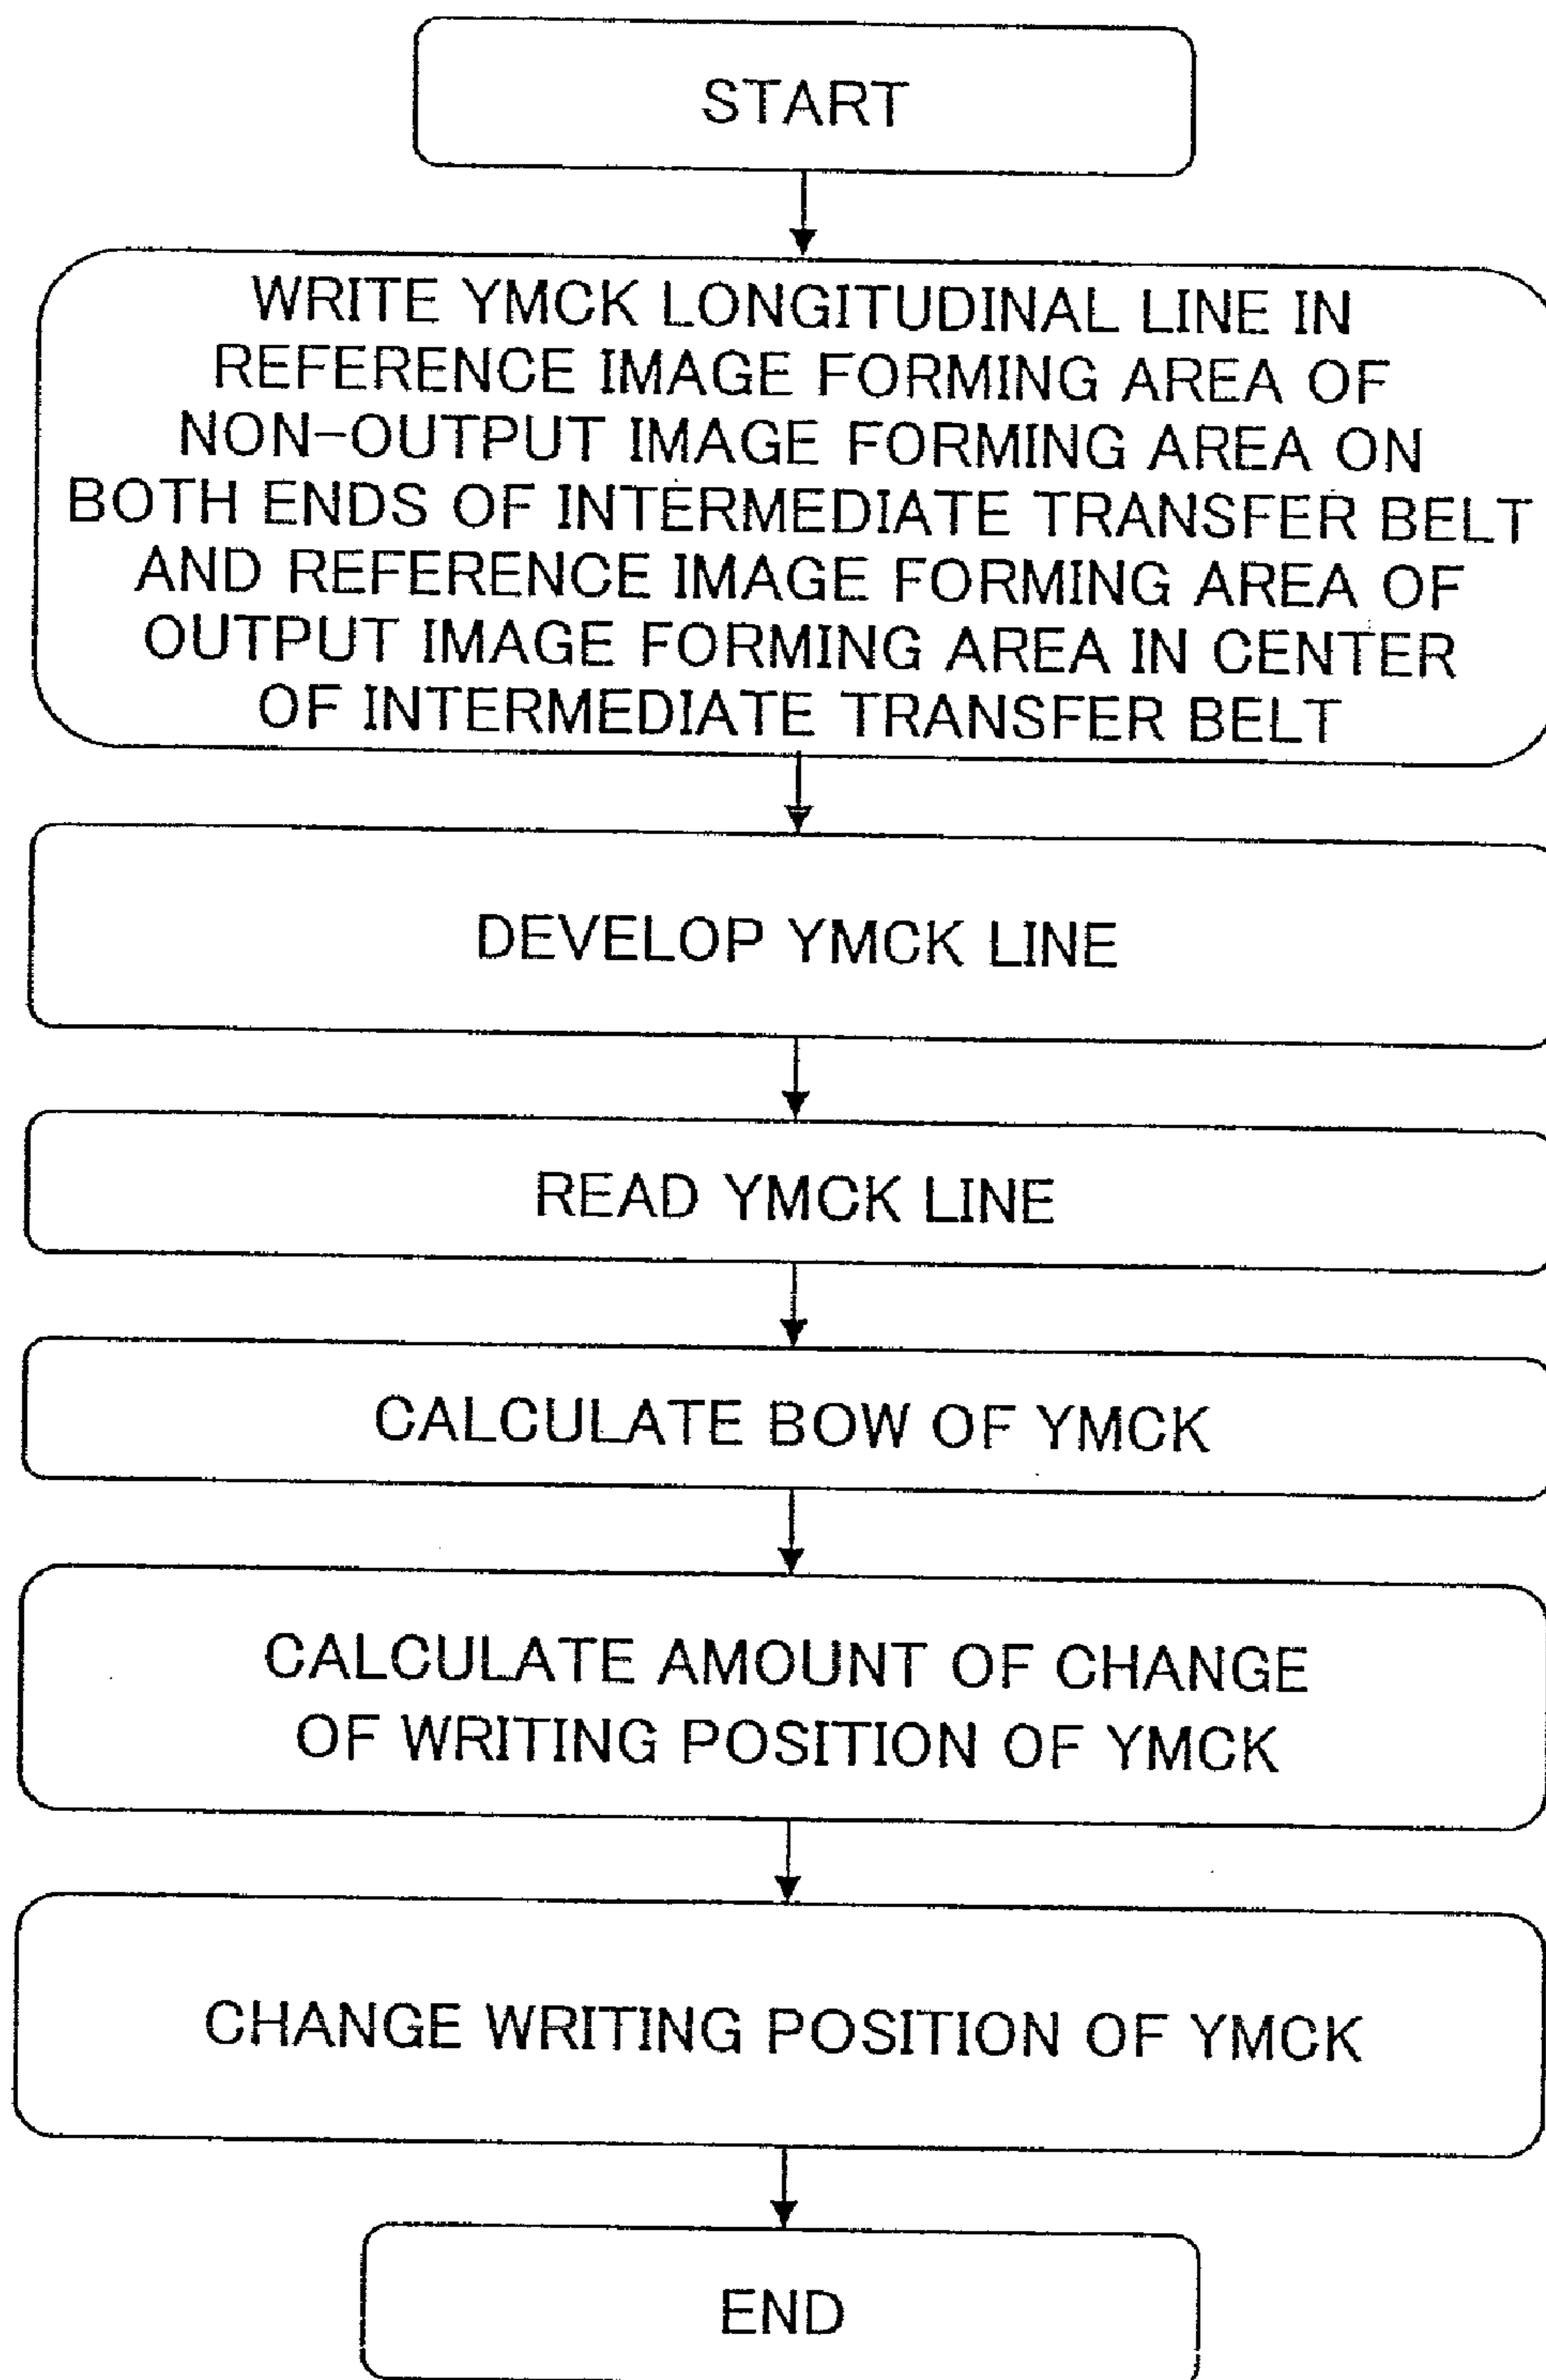 START
WRITE YMCK LONGITUDINAL LINE IN
REFERENCE IMAGE FORMING AREA OF
NON-OUTPUT IMAGE FORMING AREA ON
BOTH ENDS OF INTERMEDIATE TRANSFER BELT
AND REFERENCE IMAGE FORMING AREA OF
OUTPUT IMAGE FORMING AREA IN CENTER
OF INTERMEDIATE TRANSFER BELT
DEVELOP YMCK LINE
READ YMCK LINE
CALCULATE BOW OF YMCK
CALCULATE AMOUNT OF CHANGE
OF WRITING POSITION OF YMCK
CHANGE WRITING POSITION OF YMCK
END